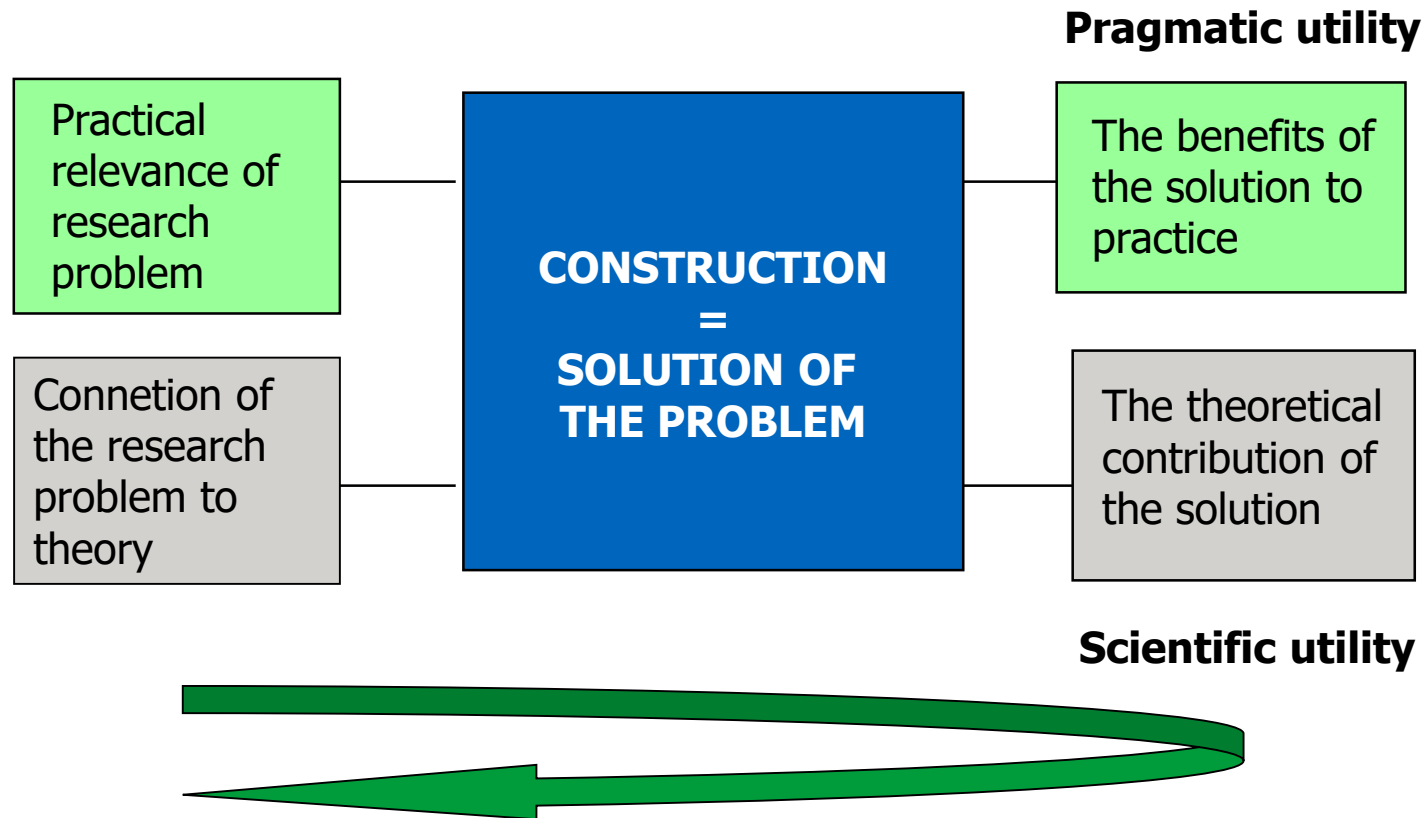 Pragmatic utility
Practical
relevance of
research
problem
Connetion of
the research
problem to
theory
CONSTRUCTION
=
SOLUTION OF
THE PROBLEM
The benefits of
the solution to
practice
The theoretical
contribution of
the solution
Scientific utility